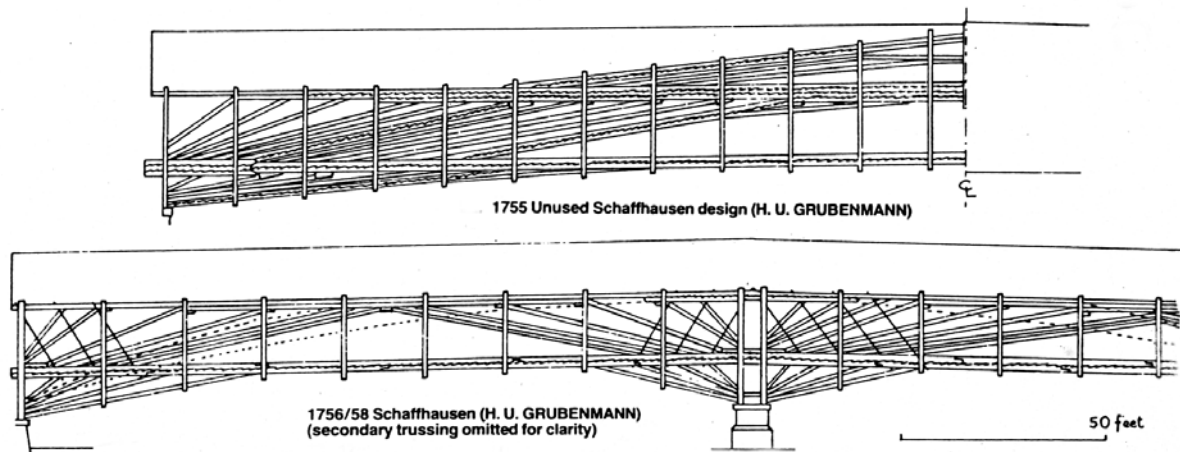 ℄
1755 Unused Schaffhausen design (H. U. GRUBENMANN)
1756/58 Schaffhausen (H. U. GRUBENMANN)
(secondary trussing omitted for clarity)
50 feet